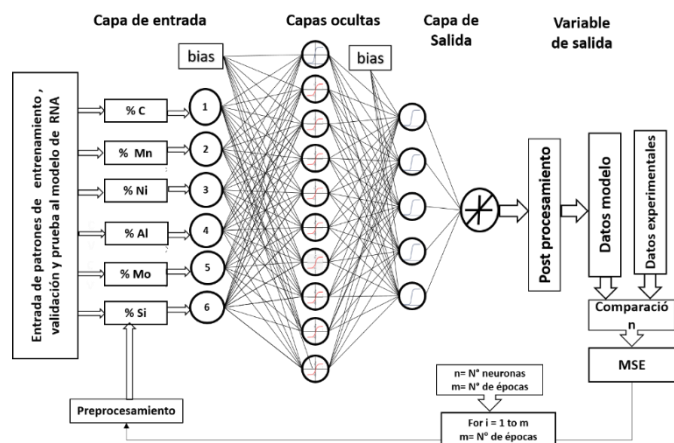 Capa de entrada
Capas ocultas
Capa de
Salida
Variable
de salida
Entrada de patrones de entrenamiento ,
validación y prueba al modelo de RNA
% C
% Mn
% Ni
% Al
% Mo
% Si
1
2
3
4
5
6
bias
bias
Post procesamiento
Datos modelo
Datos experimentales
Comparació
n
MSE
n= N° neuronas
m= N° de épocas
For i = 1 to m
m= N° de épocas
Preprocesamiento